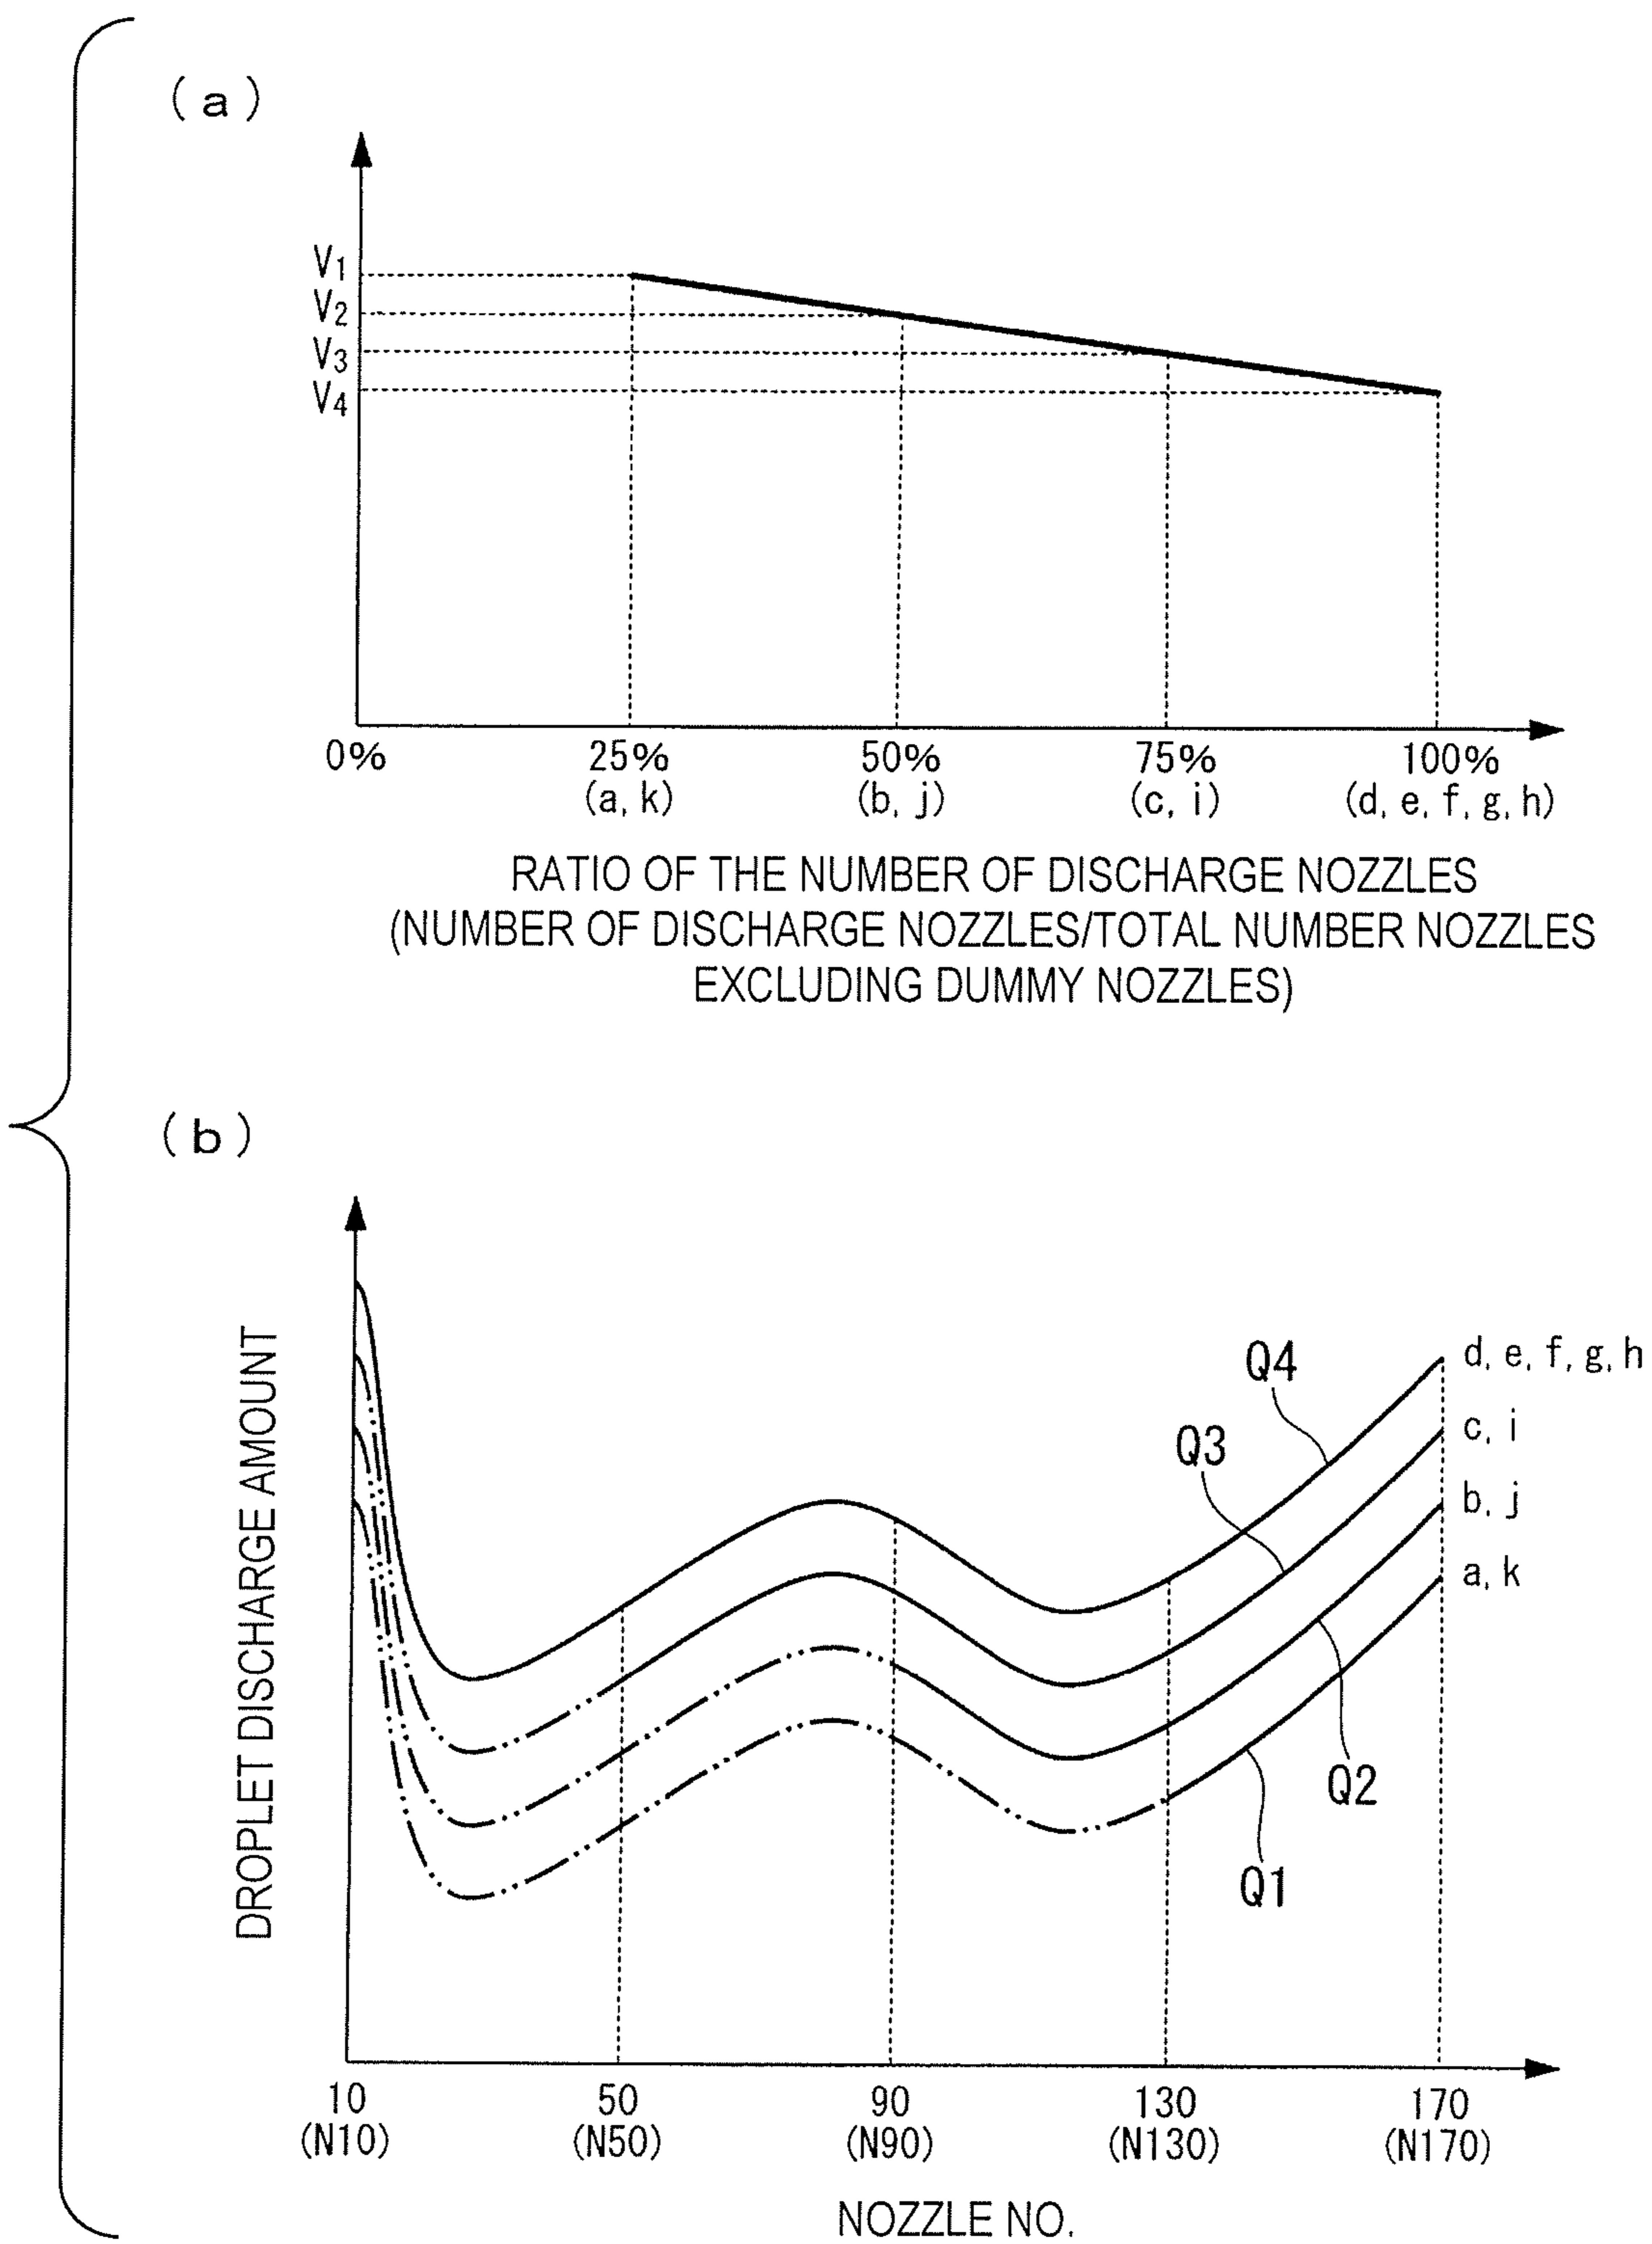 (a)
V1
V2
V3
V4
0% 25% 50% 75% 100%
(a, k) (b, j) (c, i) (d, e, f, g, h)
RATIO OF THE NUMBER OF DISCHARGE NOZZLES
(NUMBER OF DISCHARGE NOZZLES/TOTAL NUMBER NOZZLES
EXCLUDING DUMMY NOZZLES)
(b)
DROPLET DISCHARGE AMOUNT
Q4
d, e, f, g, h
Q3
c, i
b, j
a, k
Q2
Q1
10 50 90 130 170
(N10) (N50) (N90) (N130) (N170)
NOZZLE NO.